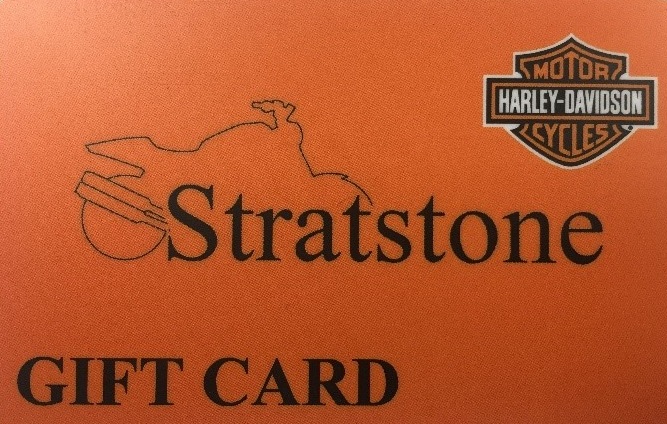 MOTOR
HARLEY-DAVIDSON
CYCLES
Stratstone
GIFT CARD